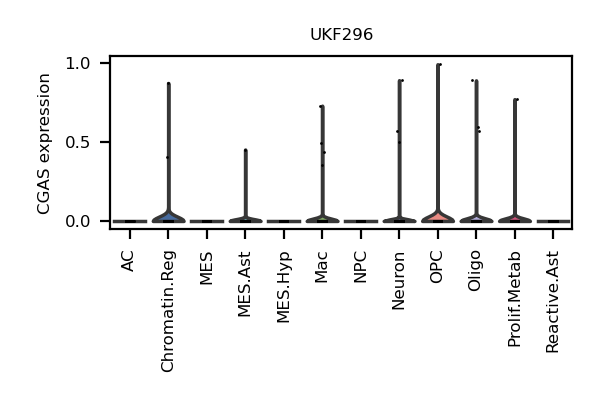 UKF296
CGAS expression
1.0
0.5
0.0
AC
Chromatin.Reg
MES
MES.Ast
MES.Hyp
Mac
NPC
Neuron
OPC
Oligo
Prolif.Metab
Reactive.Ast